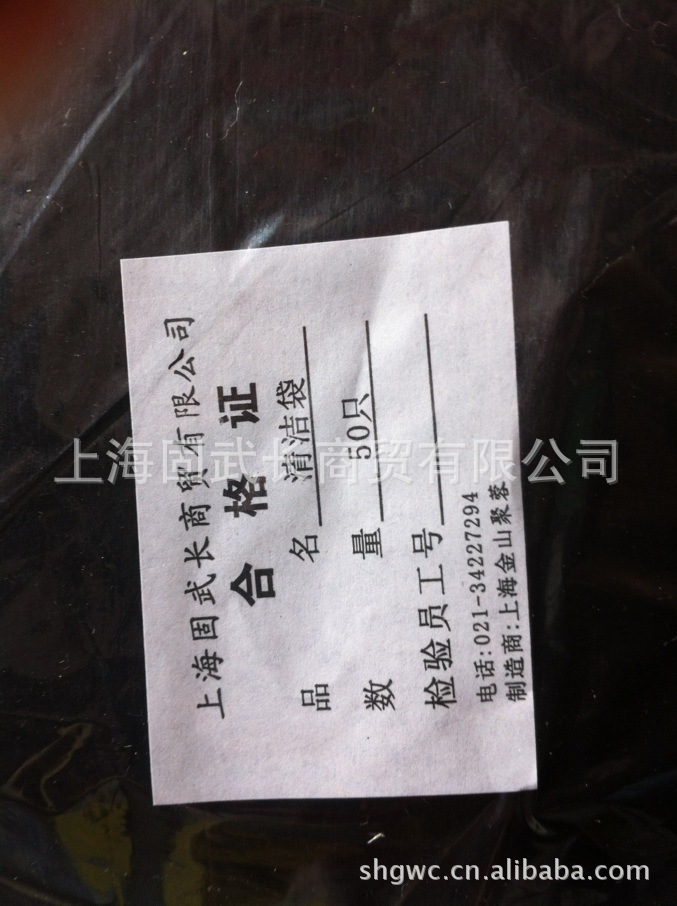 上海固武长商贸有限公司
合格证
品 名 清洁袋
数 量 50只
检验员工号
电话:021-34227294
制造商:上海金山聚蓉
上海固武长商贸有限公司
shgwc.cn.alibaba.com